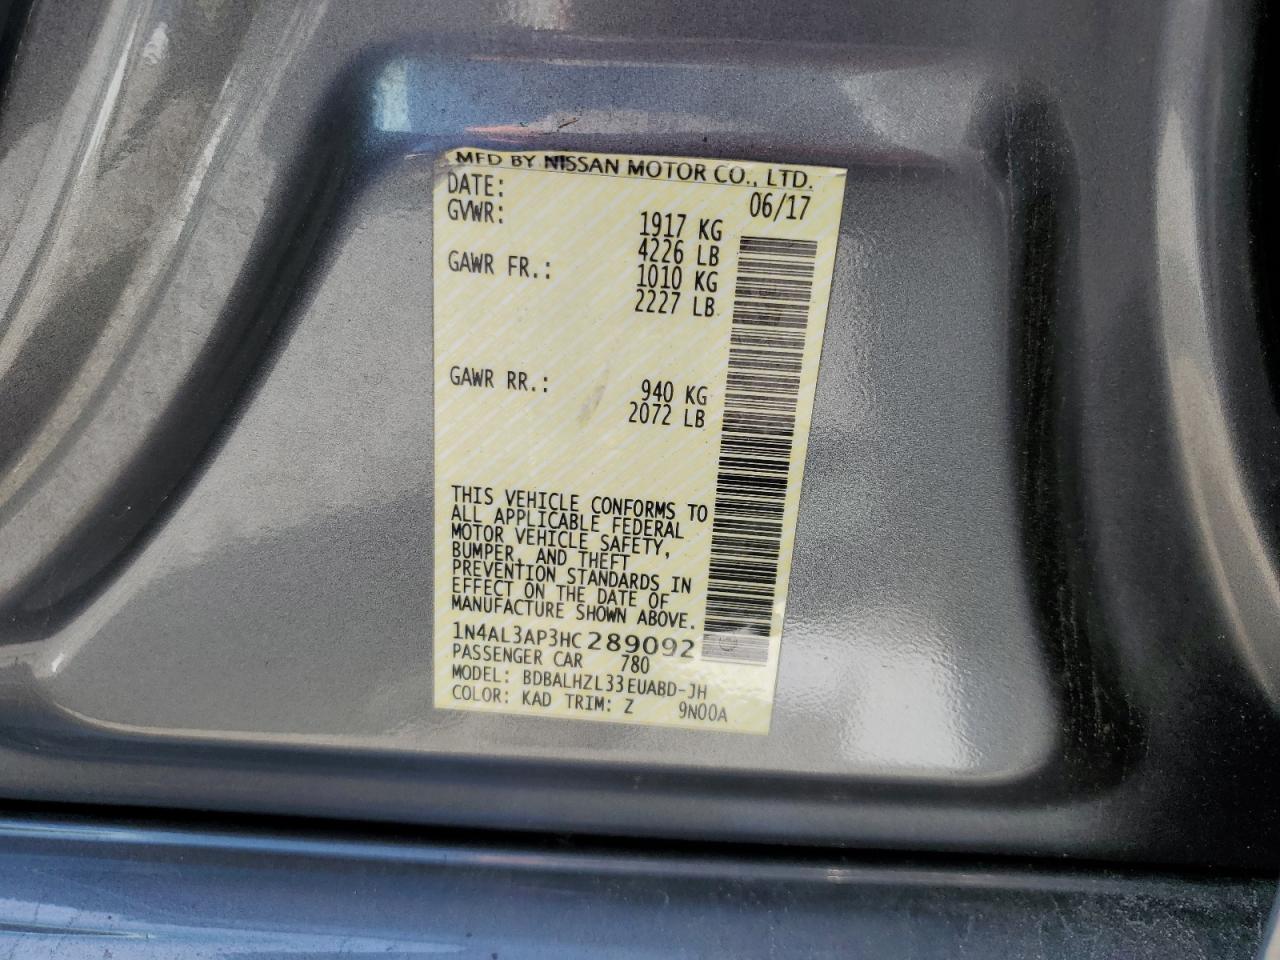 MFD BY NISSAN MOTOR CO., LTD.
DATE: 06/17
GVWR: 1917 KG
4226 LB
GAWR FR.: 1010 KG
2227 LB
GAWR RR.: 940 KG
2072 LB
THIS VEHICLE CONFORMS TO
ALL APPLICABLE FEDERAL
MOTOR VEHICLE SAFETY,
BUMPER, AND THEFT
PREVENTION STANDARDS IN
EFFECT ON THE DATE OF
MANUFACTURE SHOWN ABOVE.
1N4AL3AP3HC289092
PASSENGER CAR 780
MODEL: BDBALHZL33EUABD-JH
COLOR: KAD TRIM: Z 9N00A